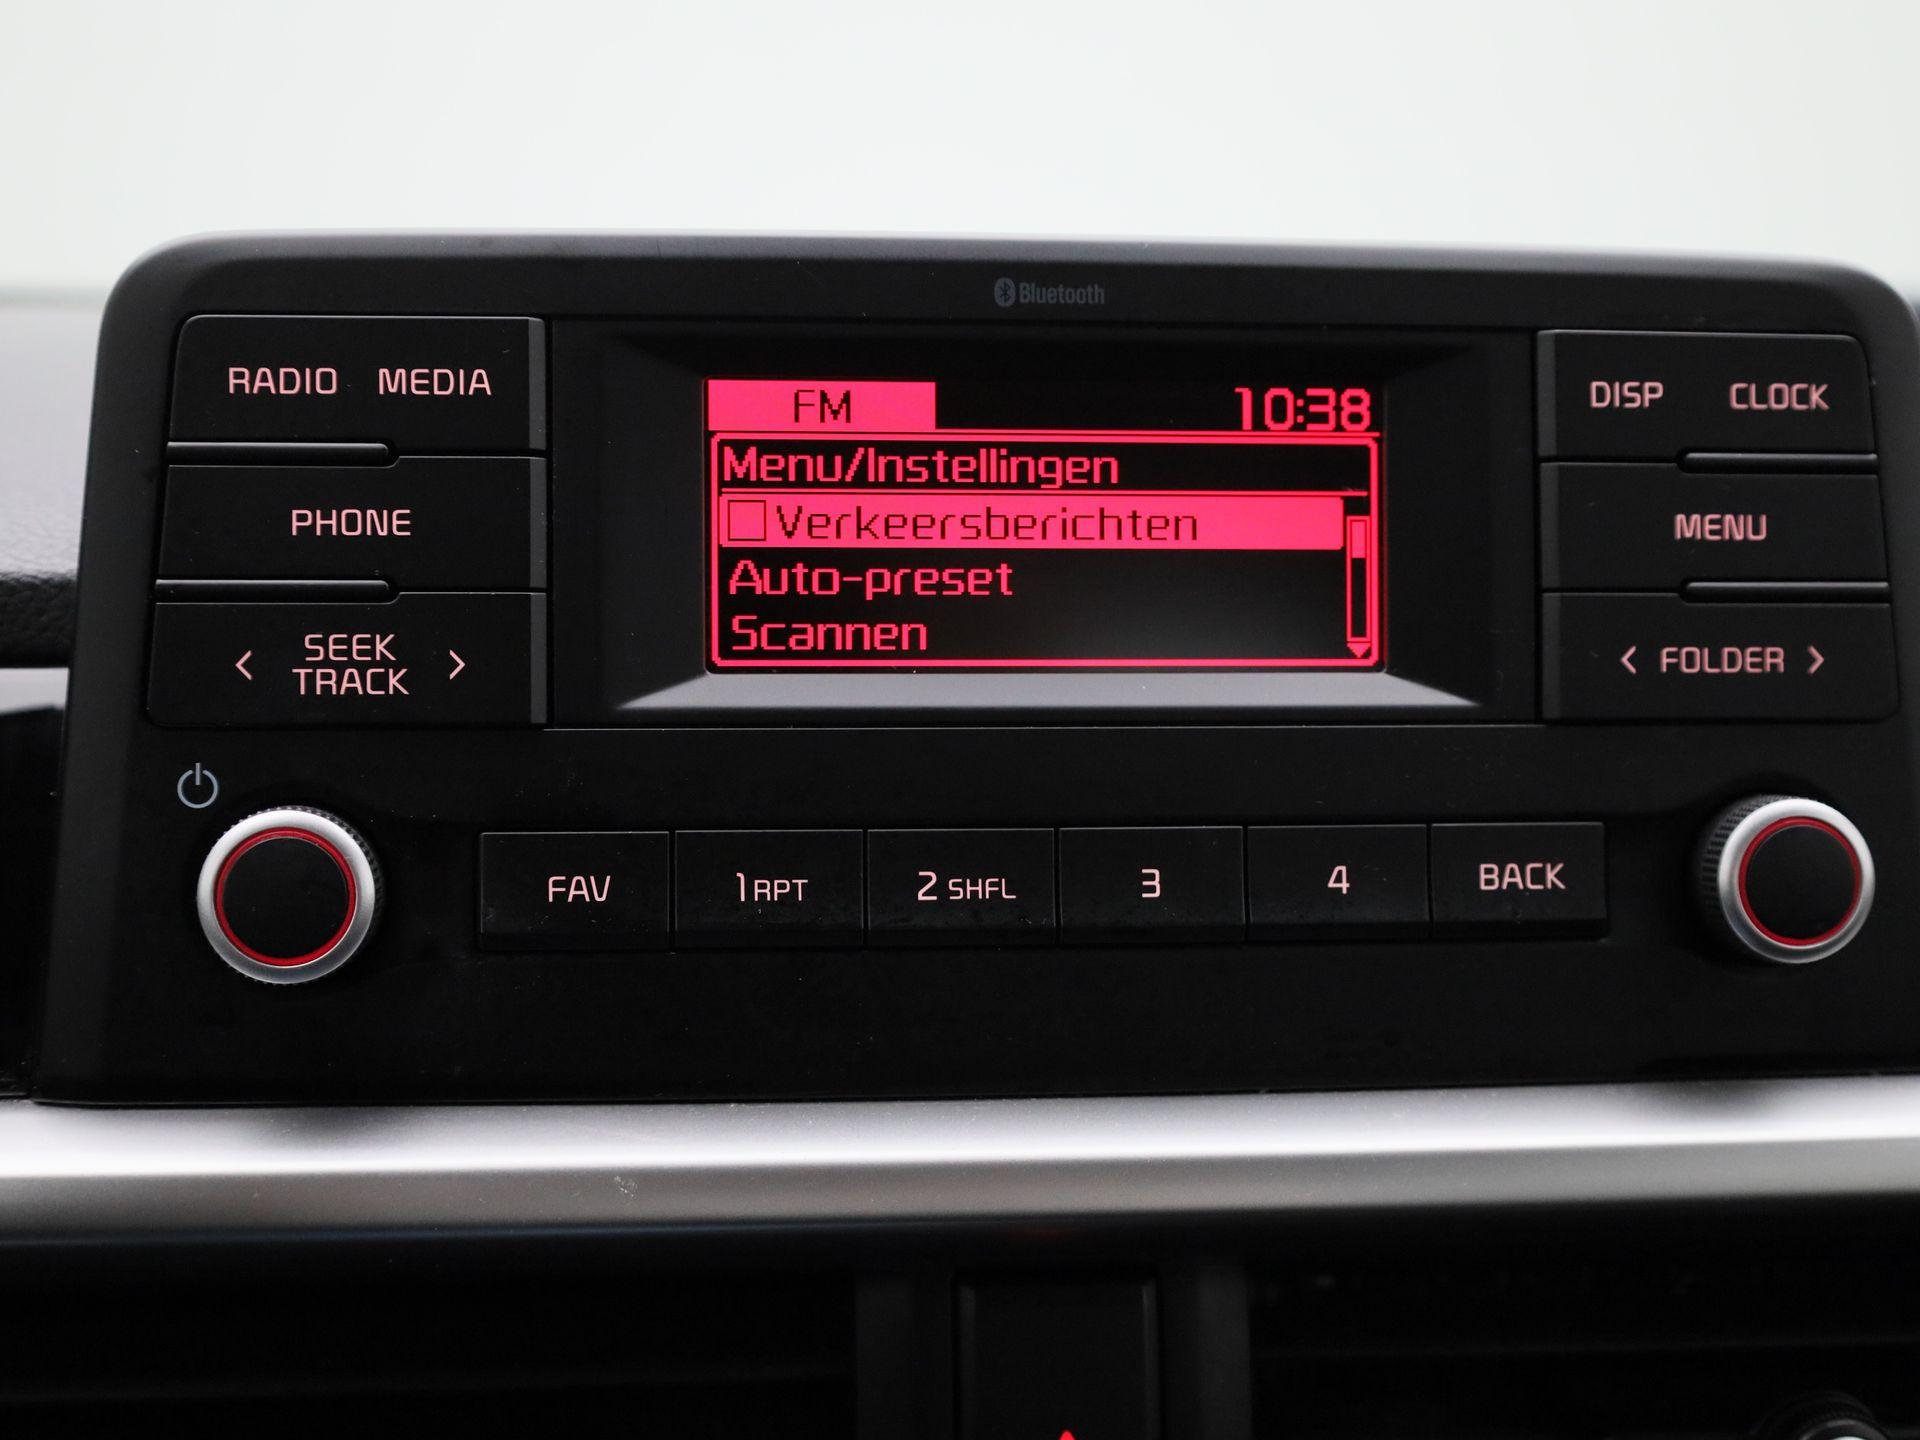 Bluetooth
RADIO MEDIA
PHONE
< SEEK TRACK >
FM 10:38
Menu/Instellingen
Verkeersberichten
Auto-preset
Scannen
DISP CLOCK
MENU
< FOLDER >
FAV 1 RPT 2 SHFL 3 4 BACK